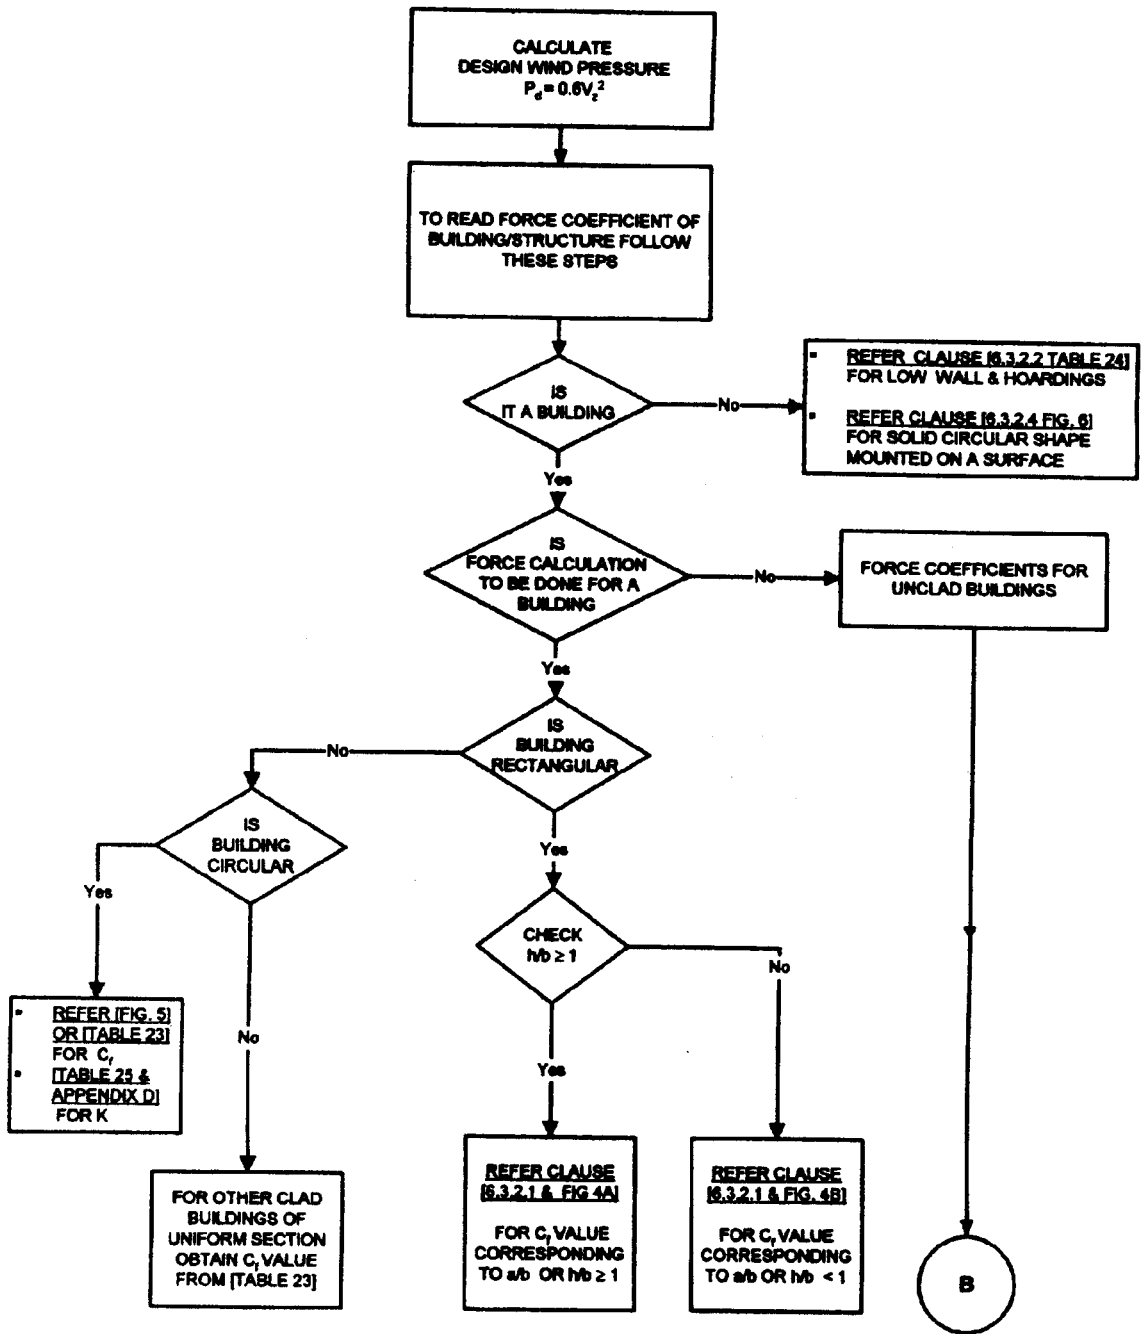 CALCULATE
DESIGN WIND PRESSURE
P_d = 0.6V_z^2
TO READ FORCE COEFFICIENT OF
BUILDING/STRUCTURE FOLLOW
THESE STEPS
IS
IT A BUILDING
No
▪ REFER CLAUSE [6.3.2.2 TABLE 24]
FOR LOW WALL & HOARDINGS
▪ REFER CLAUSE [6.3.2.4 FIG. 6]
FOR SOLID CIRCULAR SHAPE
MOUNTED ON A SURFACE
Yes
IS
FORCE CALCULATION
TO BE DONE FOR A
BUILDING
No
FORCE COEFFICIENTS FOR
UNCLAD BUILDINGS
Yes
IS
BUILDING
RECTANGULAR
No
IS
BUILDING
CIRCULAR
Yes
Yes
CHECK
h/b ≥ 1
No
▪ REFER [FIG. 5]
OR [TABLE 23]
FOR C_f
▪ [TABLE 25 &
APPENDIX D]
FOR K
No
Yes
FOR OTHER CLAD
BUILDINGS OF
UNIFORM SECTION
OBTAIN C_f VALUE
FROM [TABLE 23]
REFER CLAUSE
[6.3.2.1 & FIG 4A]
FOR C_f VALUE
CORRESPONDING
TO a/b OR h/b ≥ 1
REFER CLAUSE
[6.3.2.1 & FIG. 4B]
FOR C_f VALUE
CORRESPONDING
TO a/b OR h/b < 1
B